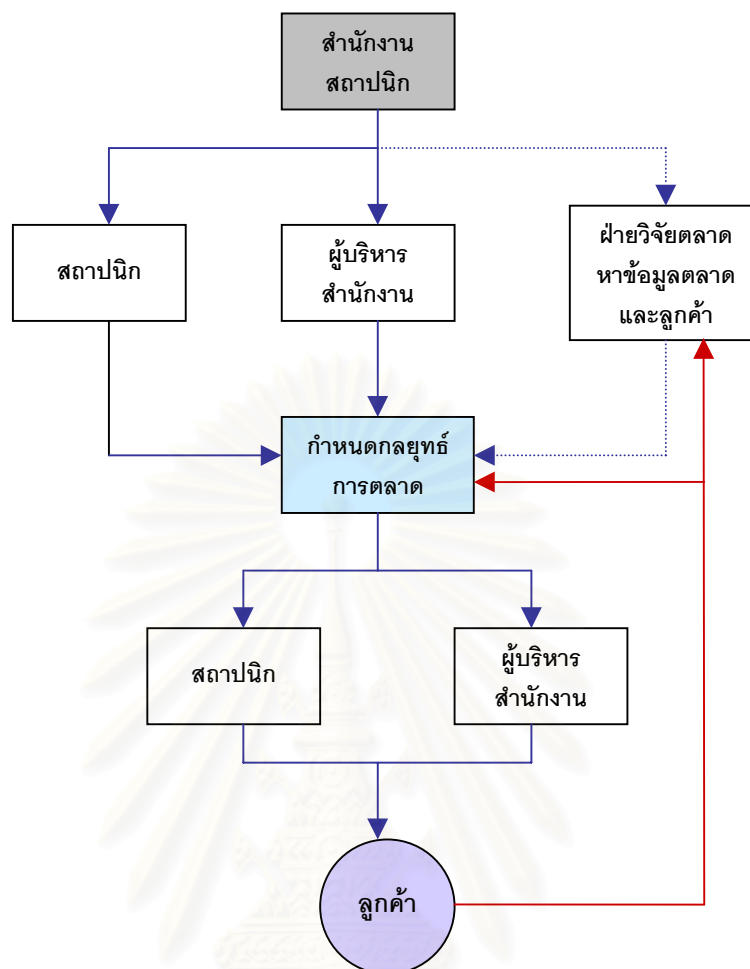 สำนักงาน
สถาปนิก
สถาปนิก
ผู้บริหาร
สำนักงาน
ฝ่ายวิจัยตลาด
หาข้อมูลตลาด
และลูกค้า
กำหนดกลยุทธ์
การตลาด
สถาปนิก
ผู้บริหาร
สำนักงาน
ลูกค้า